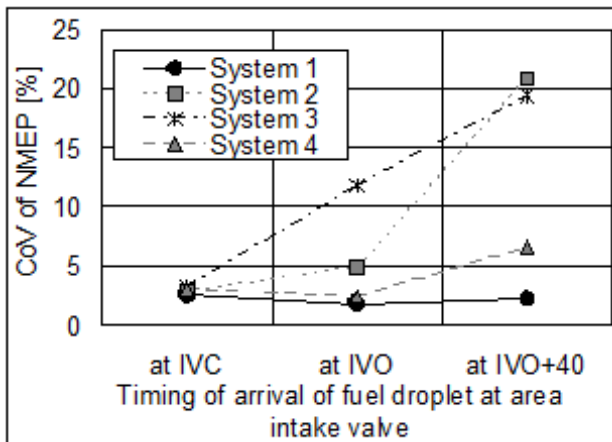 25
20
15
10
5
0
CoV of NMEP [%]
System 1
System 2
System 3
System 4
at IVC at IVO at IVO+40
Timing of arrival of fuel droplet at area
intake valve